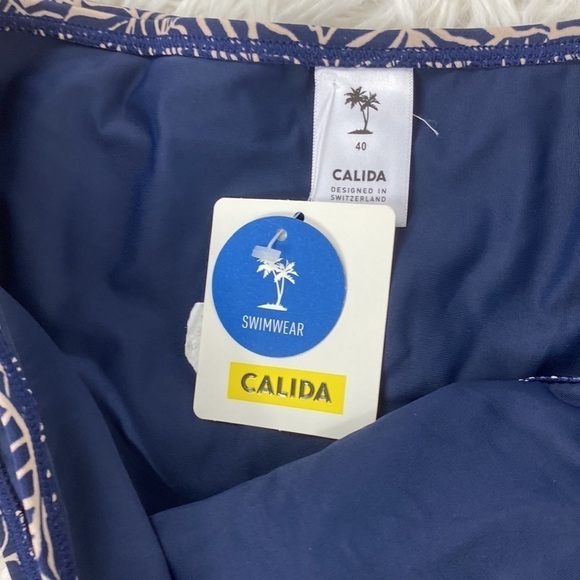 40
CALIDA
DESIGNED IN
SWITZERLAND
SWIMWEAR
CALIDA